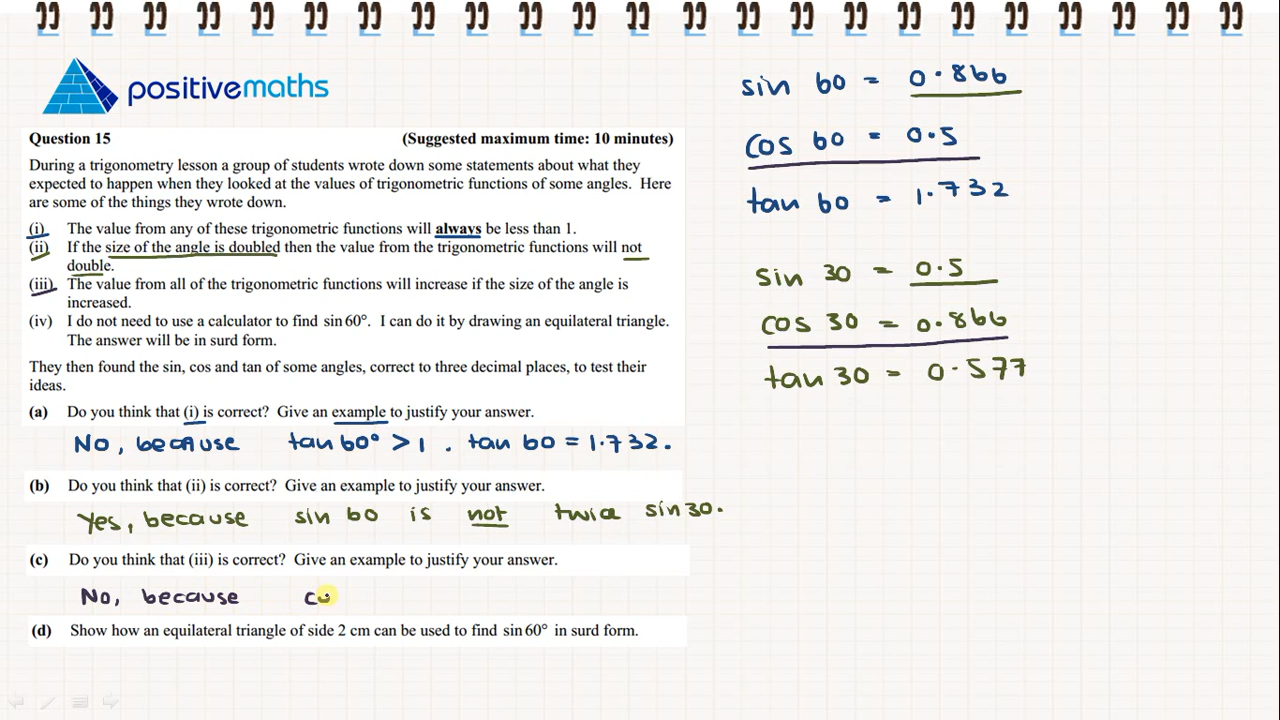 positivemaths
Question 15 (Suggested maximum time: 10 minutes)
During a trigonometry lesson a group of students wrote down some statements about what they
expected to happen when they looked at the values of trigonometric functions of some angles. Here
are some of the things they wrote down.
(i) The value from any of these trigonometric functions will always be less than 1.
(ii) If the size of the angle is doubled then the value from the trigonometric functions will not
double.
(iii) The value from all of the trigonometric functions will increase if the size of the angle is
increased.
(iv) I do not need to use a calculator to find sin 60°. I can do it by drawing an equilateral triangle.
The answer will be in surd form.
They then found the sin, cos and tan of some angles, correct to three decimal places, to test their
ideas.
(a) Do you think that (i) is correct? Give an example to justify your answer.
No, because tan 60° > 1. tan 60 = 1.732.
(b) Do you think that (ii) is correct? Give an example to justify your answer.
Yes, because sin 60 is not twice sin 30.
(c) Do you think that (iii) is correct? Give an example to justify your answer.
No, because co
(d) Show how an equilateral triangle of side 2 cm can be used to find sin 60° in surd form.
sin 60 = 0.866
cos 60 = 0.5
tan 60 = 1.732
sin 30 = 0.5
cos 30 = 0.866
tan 30 = 0.577